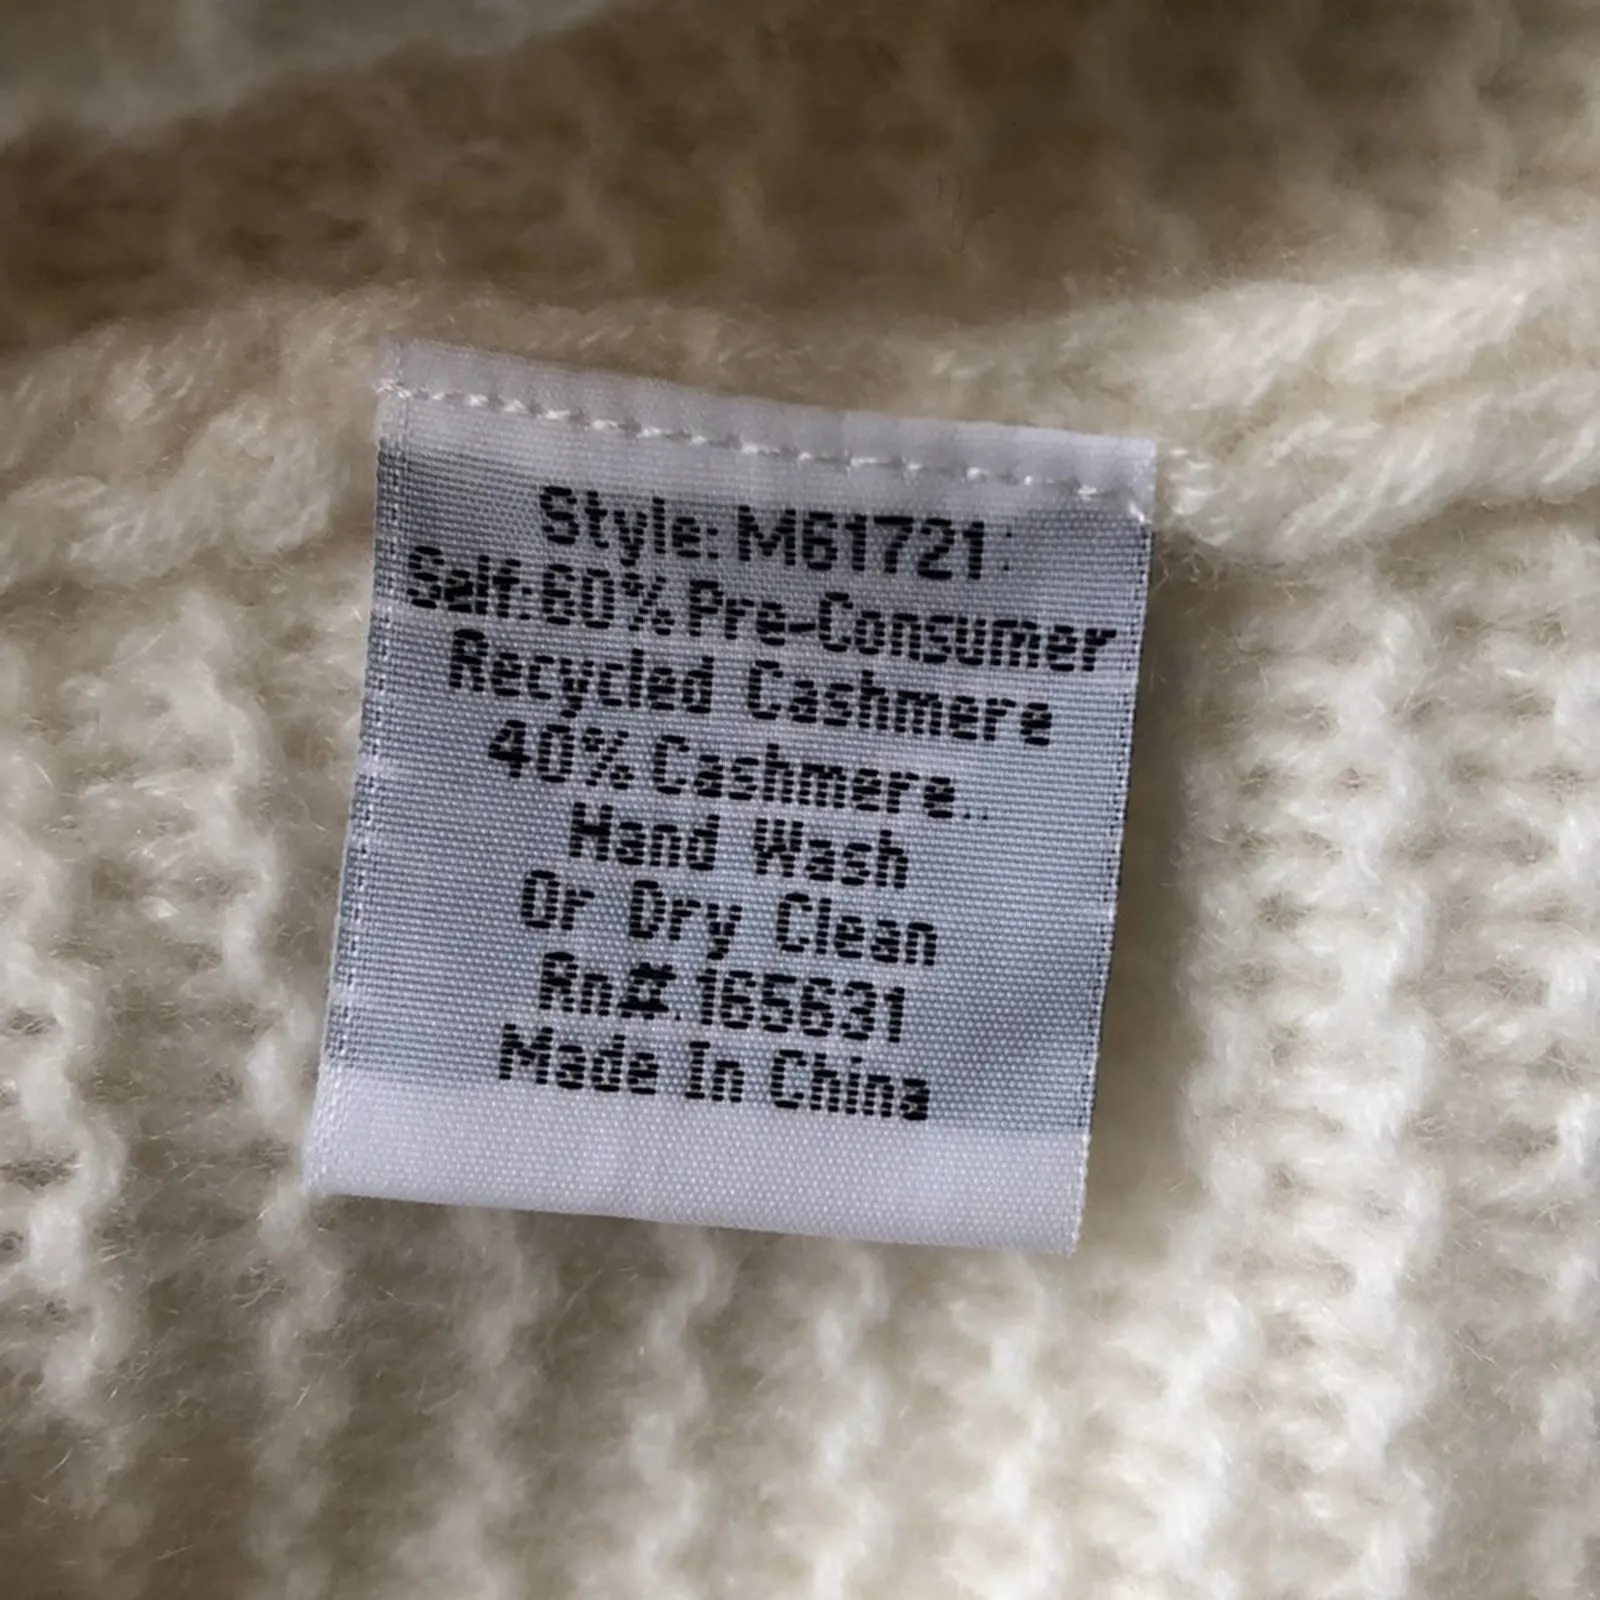 Style: M61721
Self: 60% Pre-Consumer
Recycled Cashmere
40% Cashmere
Hand Wash
Or Dry Clean
Rn#.165631
Made In China